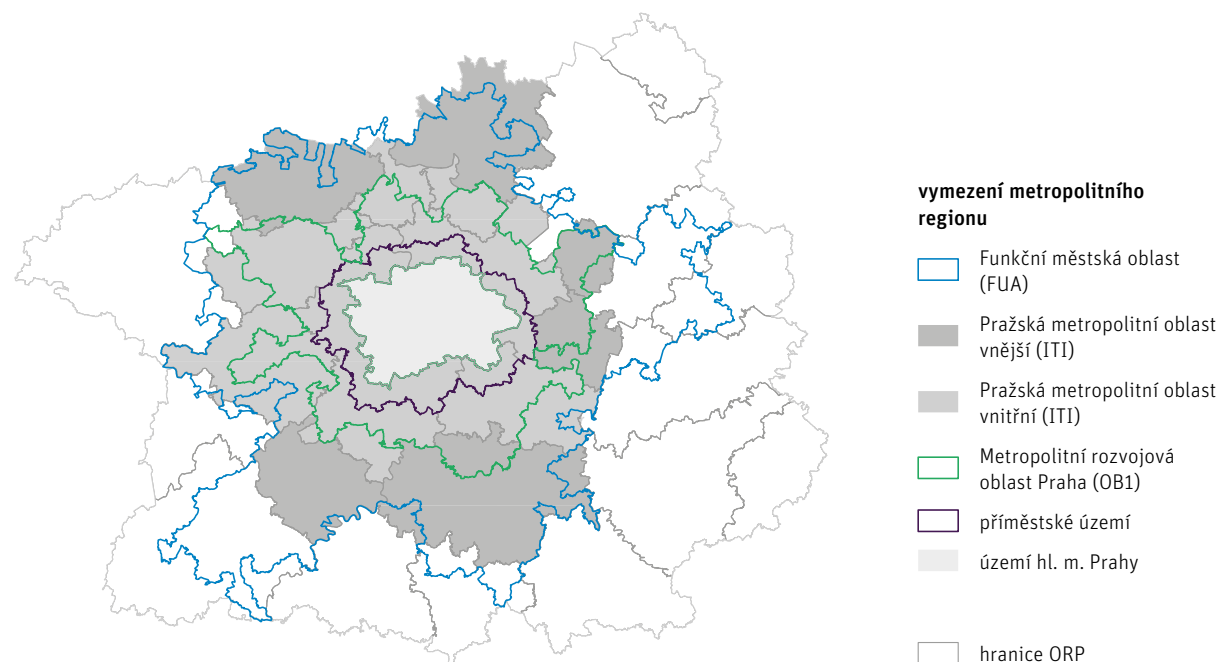 vymezení metropolitního
regionu
Funkční městská oblast
(FUA)
Pražská metropolitní oblast
vnější (ITI)
Pražská metropolitní oblast
vnitřní (ITI)
Metropolitní rozvojová
oblast Praha (OB1)
příměstské území
území hl. m. Prahy
hranice ORP